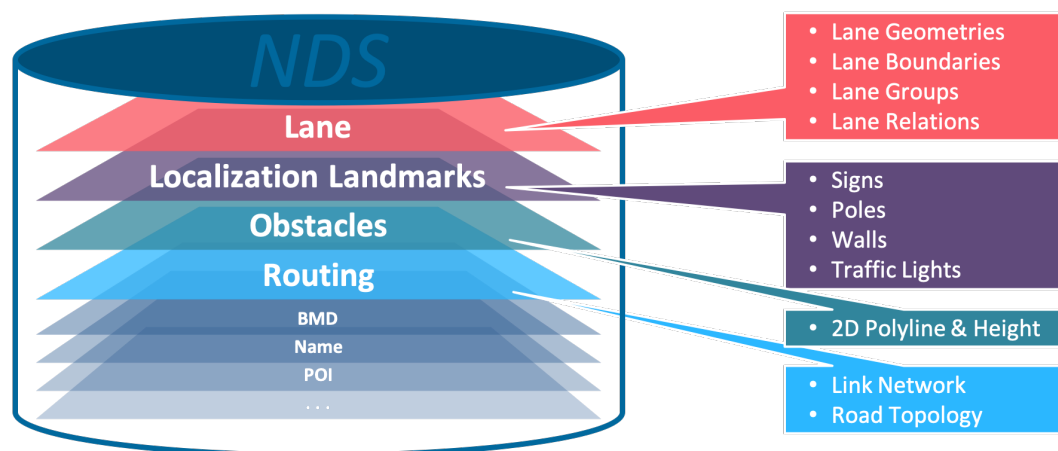 NDS
Lane
Localization Landmarks
Obstacles
Routing
BMD
Name
POI
...
• Lane Geometries
• Lane Boundaries
• Lane Groups
• Lane Relations
• Signs
• Poles
• Walls
• Traffic Lights
• 2D Polyline & Height
• Link Network
• Road Topology